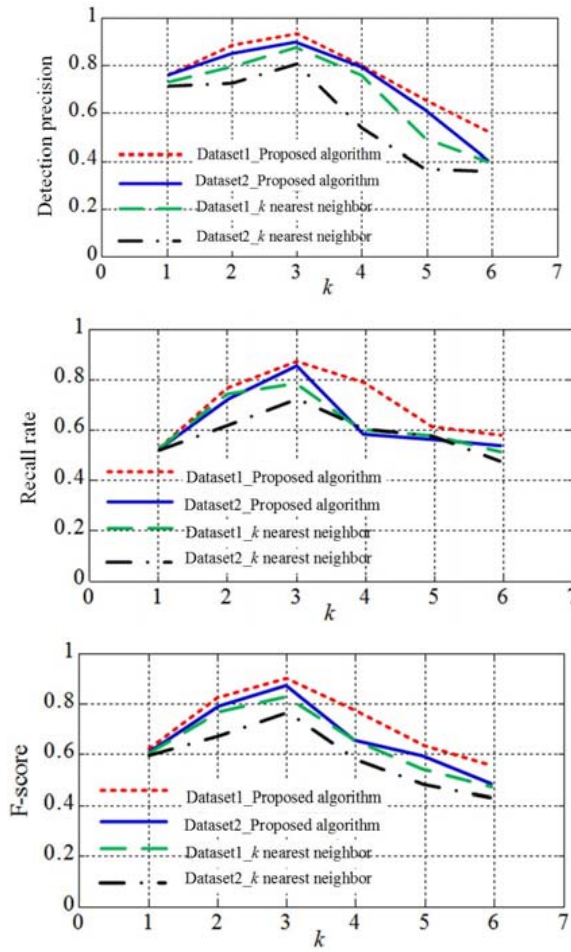 1
0.8
0.6
0.4
0.2
0
Detection precision
Dataset1_Proposed algorithm
Dataset2_Proposed algorithm
Dataset1_k nearest neighbor
Dataset2_k nearest neighbor
0 1 2 3 4 5 6 7
k
1
0.8
0.6
0.4
0.2
0
Recall rate
Dataset1_Proposed algorithm
Dataset2_Proposed algorithm
Dataset1_k nearest neighbor
Dataset2_k nearest neighbor
0 1 2 3 4 5 6 7
k
1
0.8
0.6
0.4
0.2
0
F-score
Dataset1_Proposed algorithm
Dataset2_Proposed algorithm
Dataset1_k nearest neighbor
Dataset2_k nearest neighbor
0 1 2 3 4 5 6 7
k